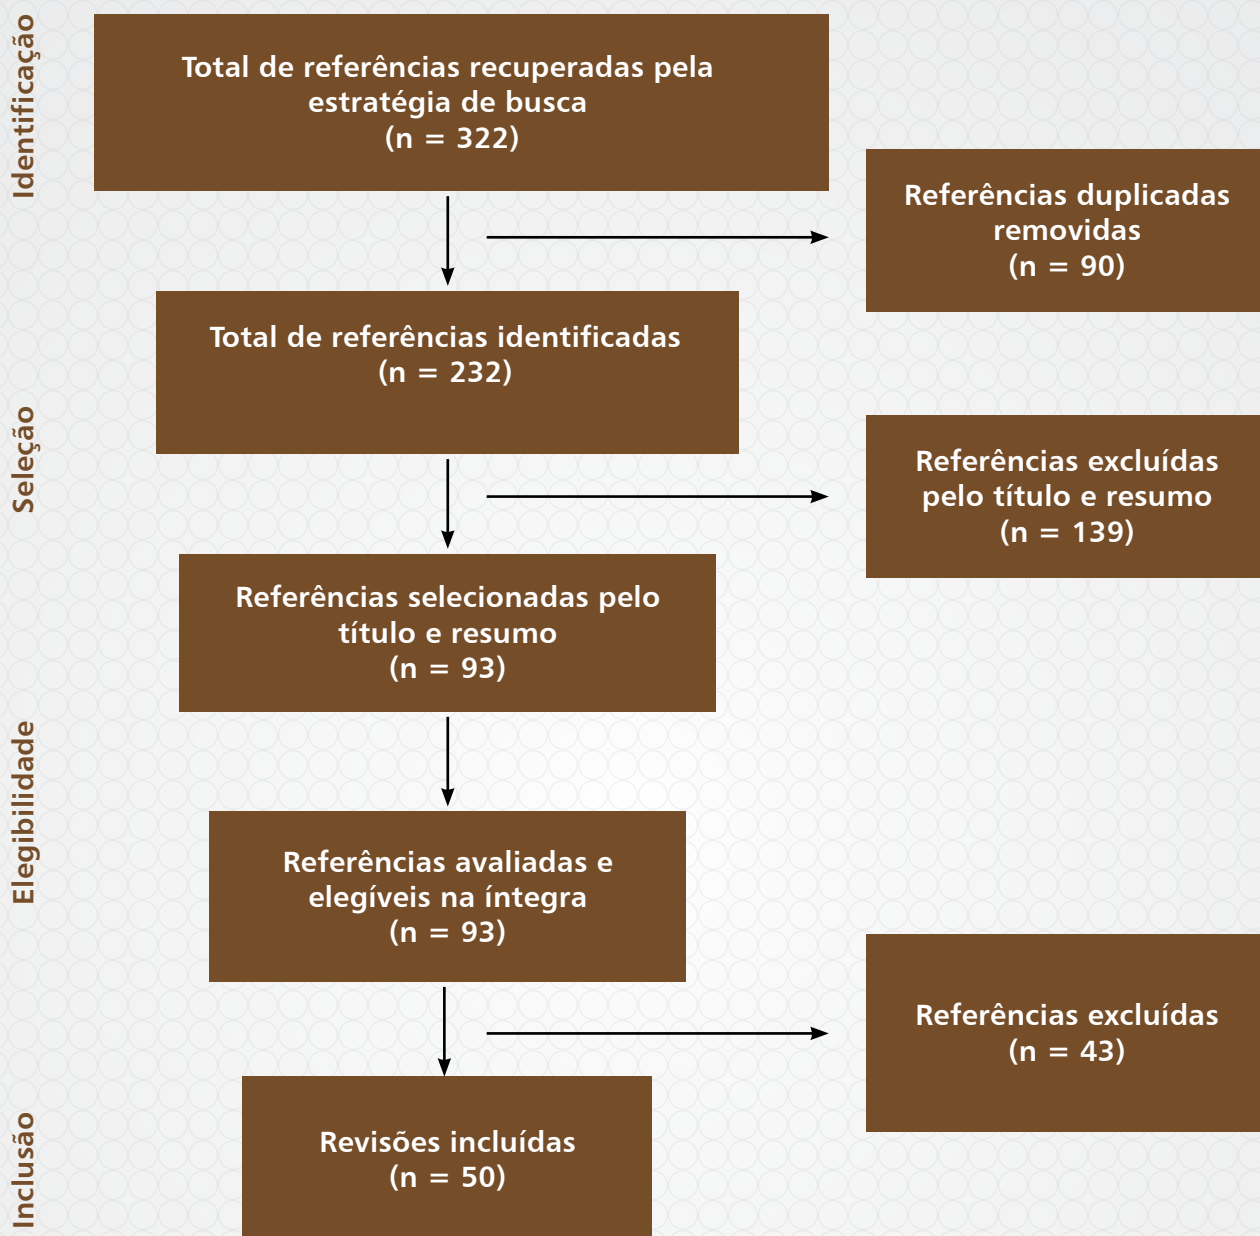 Identificação
Total de referências recuperadas pela
estratégia de busca
(n = 322)
Referências duplicadas
removidas
(n = 90)
Total de referências identificadas
(n = 232)
Seleção
Referências excluídas
pelo título e resumo
(n = 139)
Referências selecionadas pelo
título e resumo
(n = 93)
Elegibilidade
Referências avaliadas e
elegíveis na íntegra
(n = 93)
Referências excluídas
(n = 43)
Inclusão
Revisões incluídas
(n = 50)